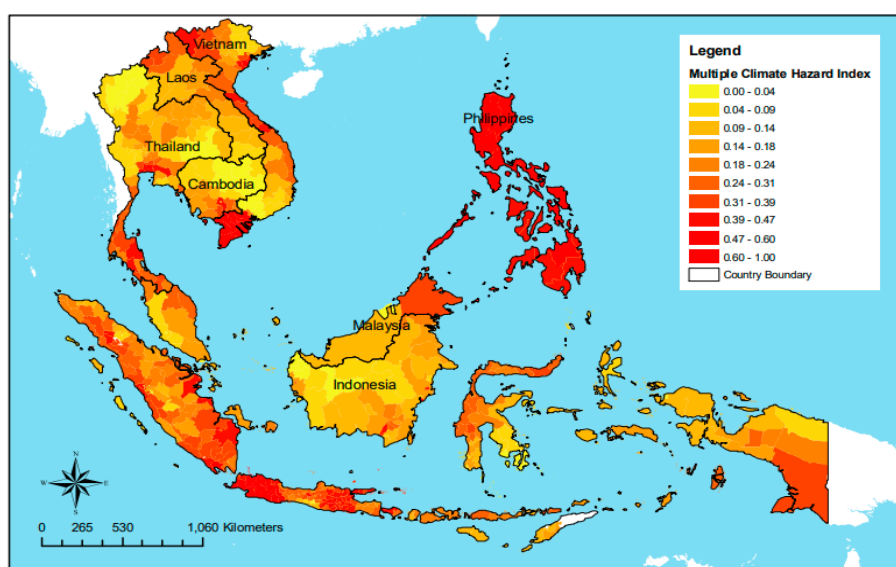 Vietnam
Laos
Thailand
Cambodia
Philippines
Malaysia
Indonesia
Legend
Multiple Climate Hazard Index
0.00 - 0.04
0.04 - 0.09
0.09 - 0.14
0.14 - 0.18
0.18 - 0.24
0.24 - 0.31
0.31 - 0.39
0.39 - 0.47
0.47 - 0.60
0.60 - 1.00
Country Boundary
N
W E
S
0 265 530 1,060 Kilometers